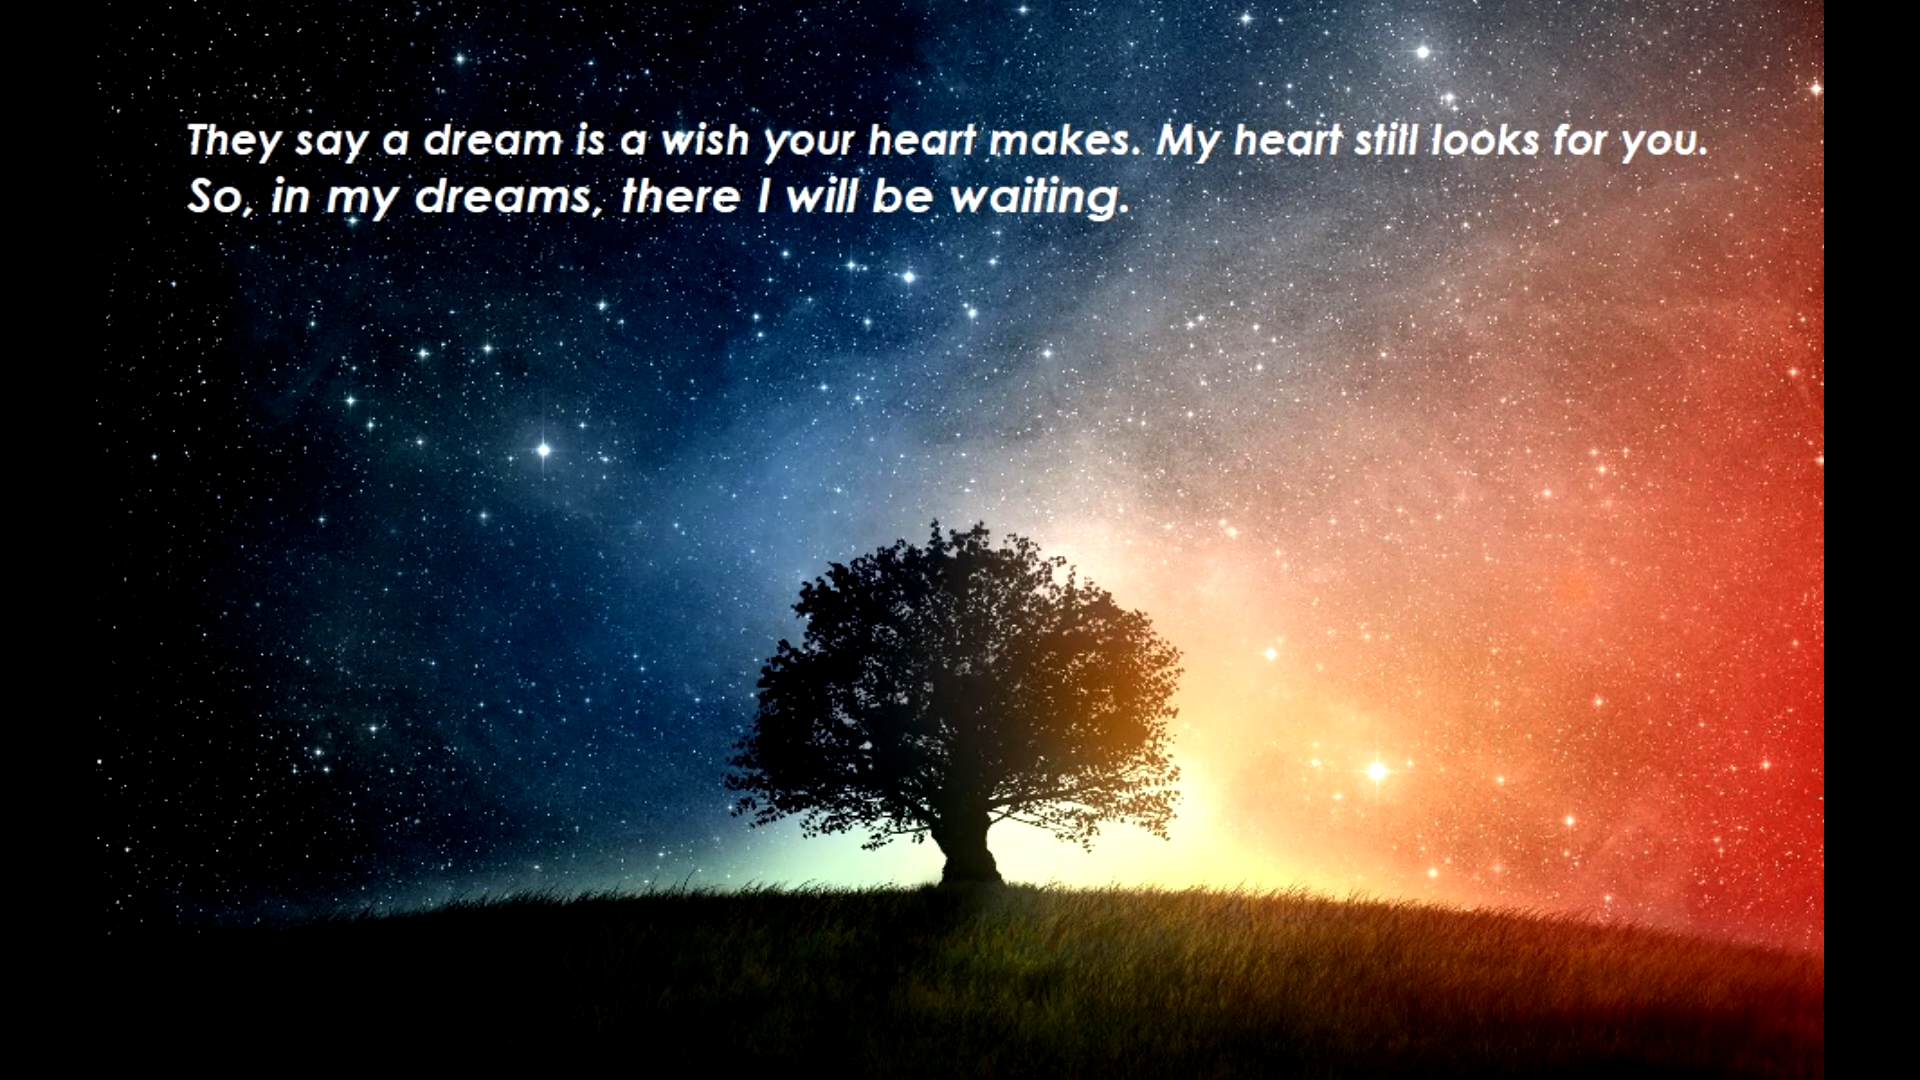 They say a dream is a wish your heart makes. My heart still looks for you.
So, in my dreams, there I will be waiting.